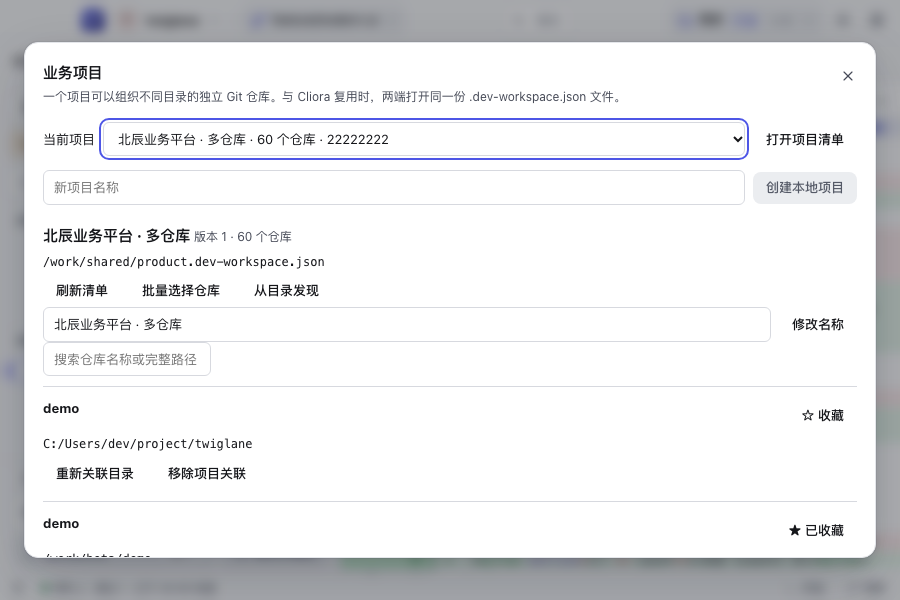 业务项目
一个项目可以组织不同目录的独立 Git 仓库。与 Cliora 复用时，两端打开同一份 .dev-workspace.json 文件。
当前项目 北辰业务平台 · 多仓库 · 60 个仓库 · 22222222 打开项目清单
新项目名称 创建本地项目
北辰业务平台 · 多仓库 版本 1 · 60 个仓库
/work/shared/product.dev-workspace.json
刷新清单 批量选择仓库 从目录发现
北辰业务平台 · 多仓库 修改名称
搜索仓库名称或完整路径
demo
☆ 收藏
C:/Users/dev/project/twiglane
重新关联目录 移除项目关联
demo
★ 已收藏